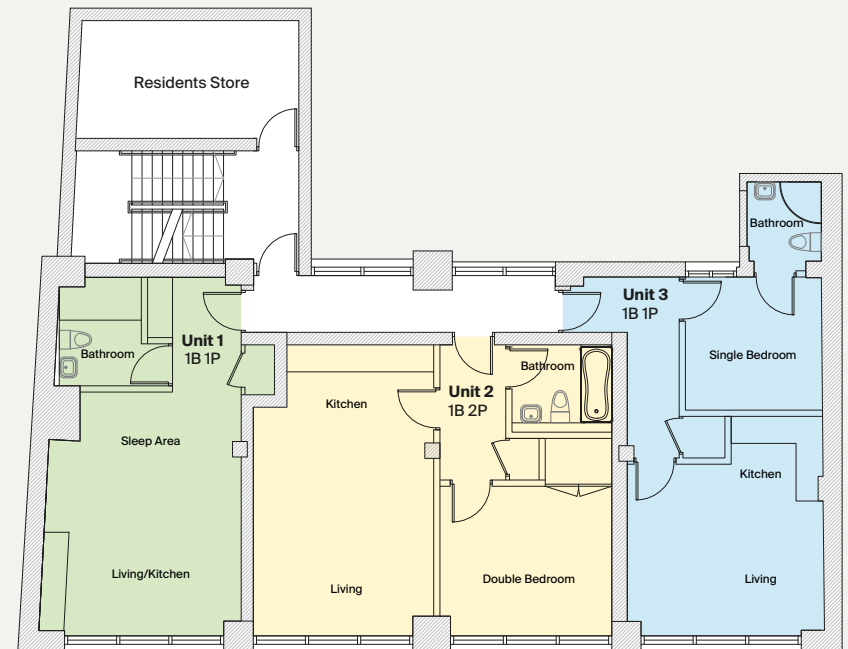 Residents Store
Unit 1
1B 1P
Bathroom
Sleep Area
Living/Kitchen
Kitchen
Living
Unit 2
1B 2P
Bathroom
Double Bedroom
Unit 3
1B 1P
Bathroom
Single Bedroom
Kitchen
Living